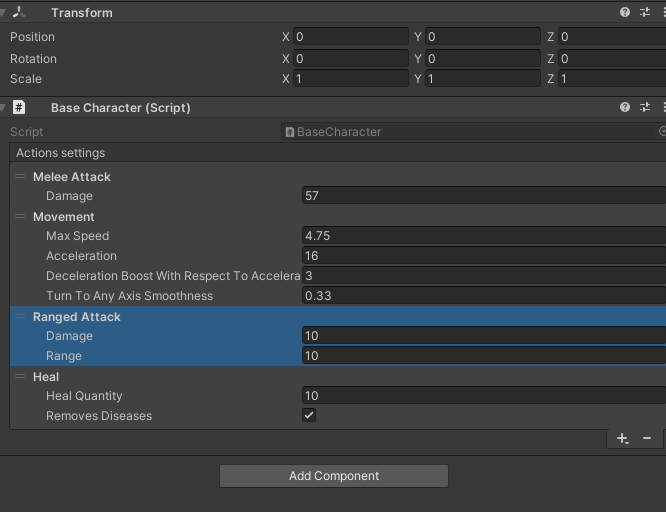 Transform
Position X 0 Y 0 Z 0
Rotation X 0 Y 0 Z 0
Scale X 1 Y 1 Z 1
# Base Character (Script)
Script # BaseCharacter
Actions settings
Melee Attack
Damage 57
Movement
Max Speed 4.75
Acceleration 16
Deceleration Boost With Respect To Accelera 3
Turn To Any Axis Smoothness 0.33
Ranged Attack
Damage 10
Range 10
Heal
Heal Quantity 10
Removes Diseases
Add Component